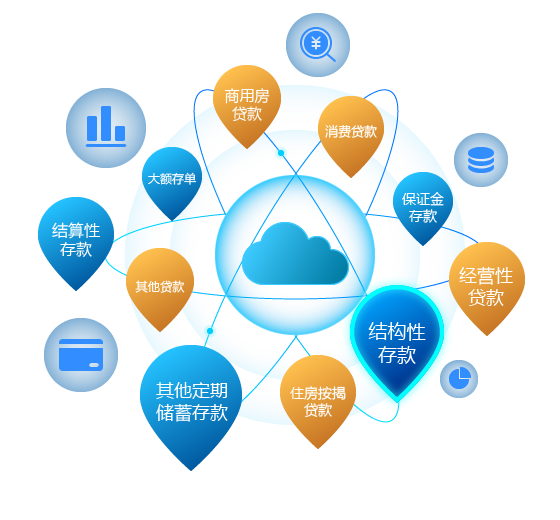 ¥
商用房
贷款
消费贷款
大额存单
保证金
存款
结算性
存款
经营性
贷款
其他贷款
结构性
存款
其他定期
储蓄存款
住房按揭
贷款